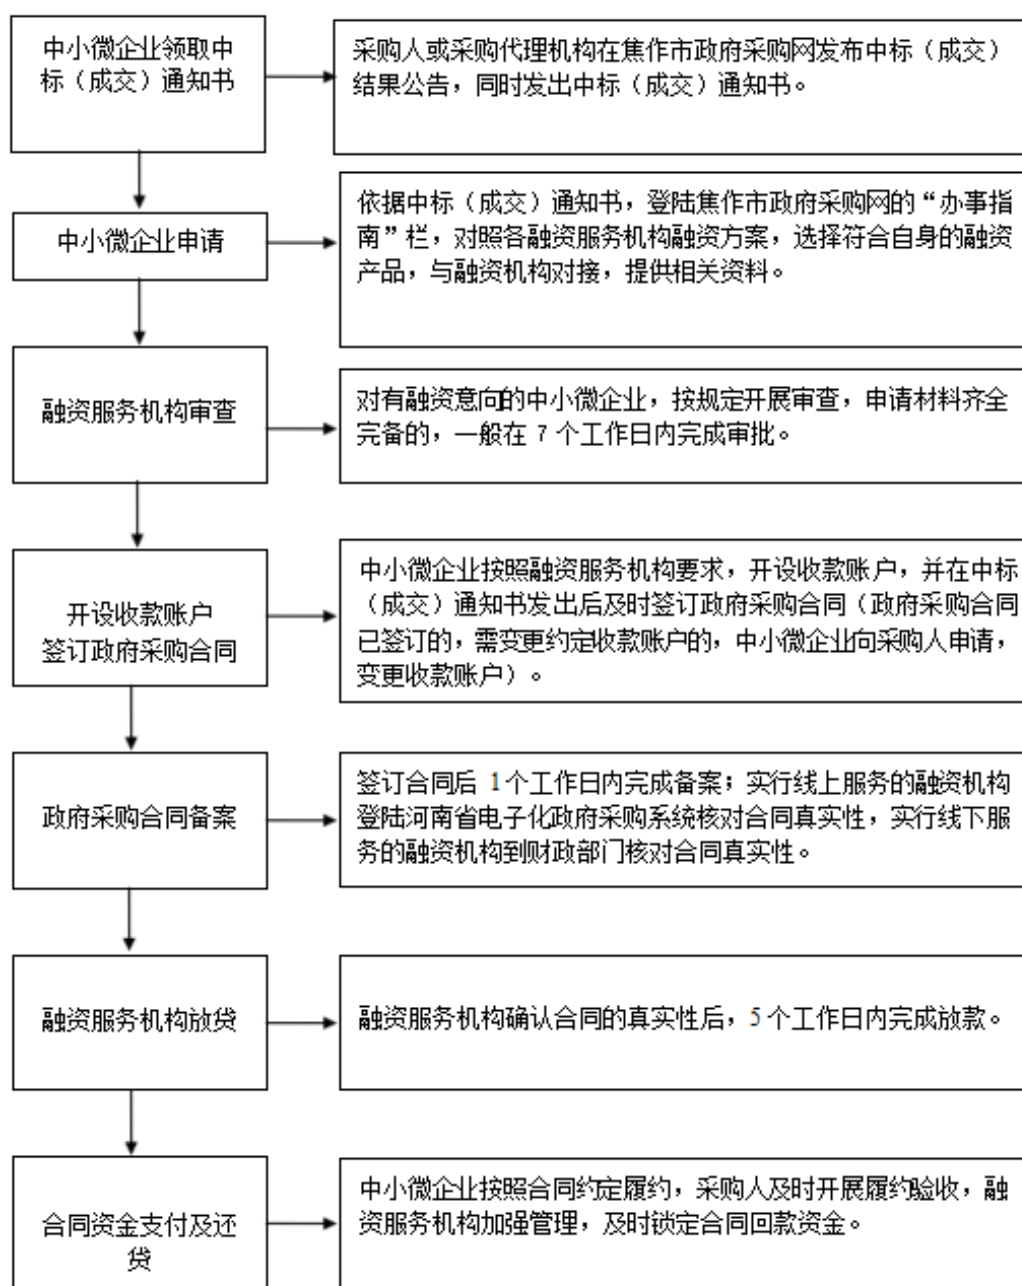 中小微企业领取中
标（成交）通知书
采购人或采购代理机构在焦作市政府采购网发布中标（成交）
结果公告，同时发出中标（成交）通知书。
中小微企业申请
依据中标（成交）通知书，登陆焦作市政府采购网的“办事指
南”栏，对照各融资服务机构融资方案，选择符合自身的融资
产品，与融资机构对接，提供相关资料。
融资服务机构审查
对有融资意向的中小微企业，按规定开展审查，申请材料齐全
完备的，一般在 7 个工作日内完成审批。
开设收款账户
签订政府采购合同
中小微企业按照融资服务机构要求，开设收款账户，并在中标
（成交）通知书发出后及时签订政府采购合同（政府采购合同
已签订的，需变更约定收款账户的，中小微企业向采购人申请，
变更收款账户）。
政府采购合同备案
签订合同后 1个工作日内完成备案；实行线上服务的融资机构
登陆河南省电子化政府采购系统核对合同真实性，实行线下服
务的融资机构到财政部门核对合同真实性。
融资服务机构放贷
融资服务机构确认合同的真实性后，5 个工作日内完成放款。
合同资金支付及还
贷
中小微企业按照合同约定履约，采购人及时开展履约验收，融
资服务机构加强管理，及时锁定合同回款资金。